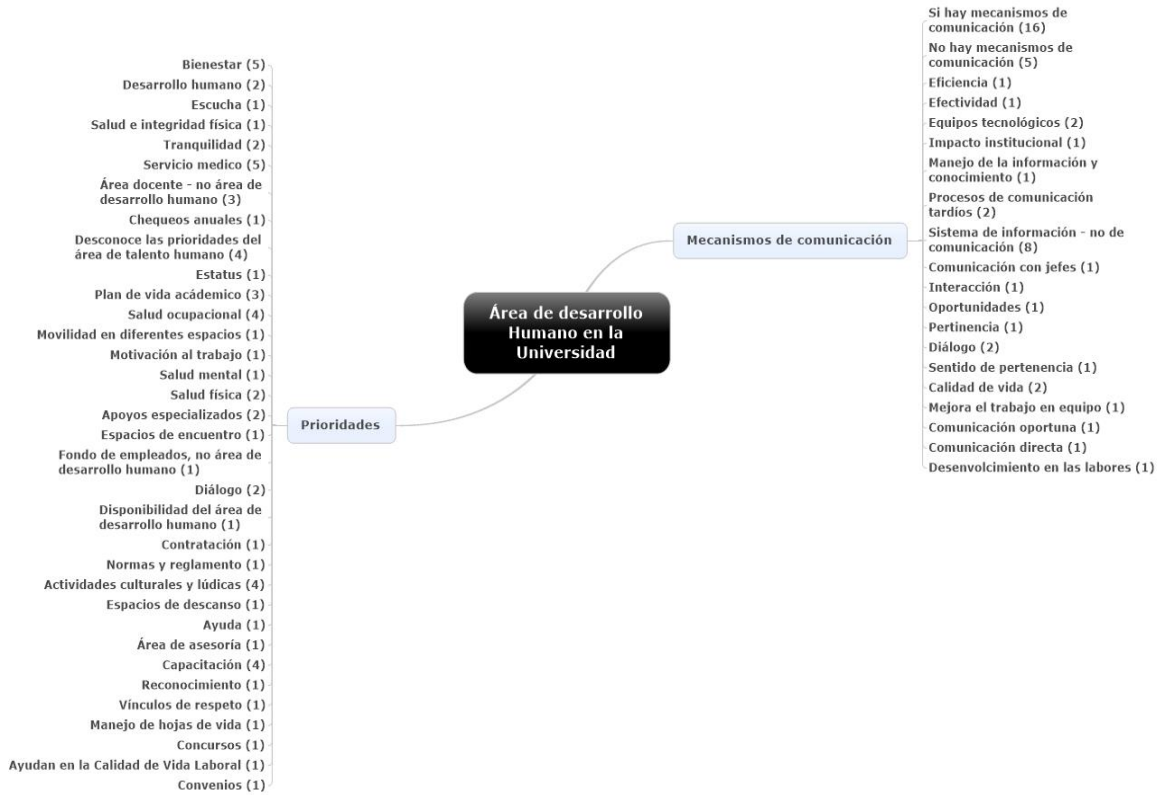 Área de desarrollo
Humano en la
Universidad
Mecanismos de comunicación
Si hay mecanismos de
comunicación (16)
No hay mecanismos de
comunicación (5)
Eficiencia (1)
Efectividad (1)
Equipos tecnológicos (2)
Impacto institucional (1)
Manejo de la información y
conocimiento (1)
Procesos de comunicación
tardíos (2)
Sistema de información - no de
comunicación (8)
Comunicación con jefes (1)
Interacción (1)
Oportunidades (1)
Pertinencia (1)
Diálogo (2)
Sentido de pertenencia (1)
Calidad de vida (2)
Mejora el trabajo en equipo (1)
Comunicación oportuna (1)
Comunicación directa (1)
Desenvolcimiento en las labores (1)
Prioridades
Bienestar (5)
Desarrollo humano (2)
Escucha (1)
Salud e integridad física (1)
Tranquilidad (2)
Servicio medico (5)
Área docente - no área de
desarrollo humano (3)
Chequeos anuales (1)
Desconoce las prioridades del
área de talento humano (4)
Estatus (1)
Plan de vida acádemico (3)
Salud ocupacional (4)
Movilidad en diferentes espacios (1)
Motivación al trabajo (1)
Salud mental (1)
Salud física (2)
Apoyos especializados (2)
Espacios de encuentro (1)
Fondo de empleados, no área de
desarrollo humano (1)
Diálogo (2)
Disponibilidad del área de
desarrollo humano (1)
Contratación (1)
Normas y reglamento (1)
Actividades culturales y lúdicas (4)
Espacios de descanso (1)
Ayuda (1)
Área de asesoría (1)
Capacitación (4)
Reconocimiento (1)
Vínculos de respeto (1)
Manejo de hojas de vida (1)
Concursos (1)
Ayudan en la Calidad de Vida Laboral (1)
Convenios (1)